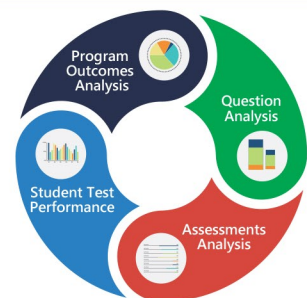 Program
Outcomes
Analysis
Question
Analysis
Assessments
Analysis
Student Test
Performance